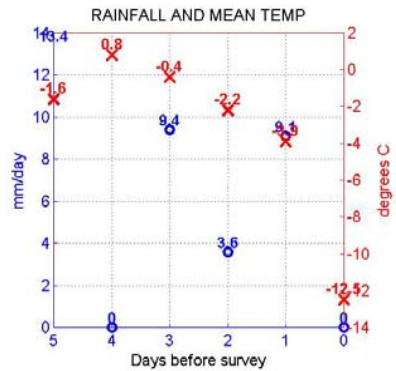 RAINFALL AND MEAN TEMP
14 13.4 0.8 2
12 -1.6 -0.4 0
10 9.4 -2.2 9.1 -3.9 -2
8 -4
6 -6
4 3.6 -8
2 -10
0 0 0 -12.5 -12
-14
mm/day
degrees C
5 4 3 2 1 0
Days before survey